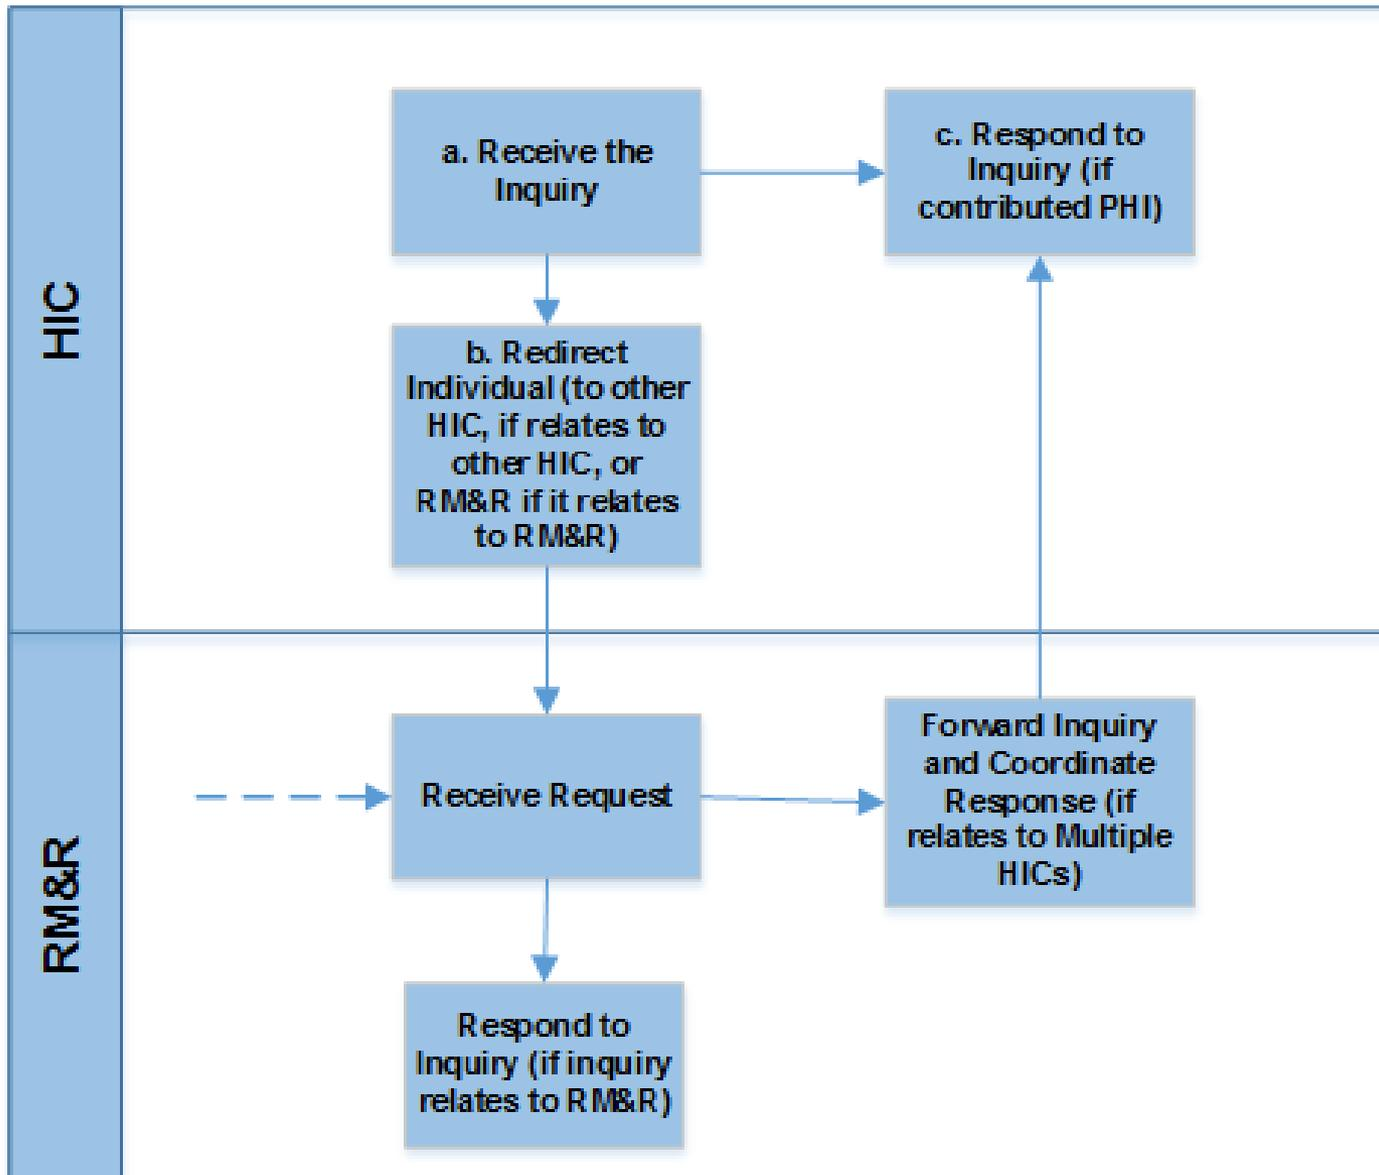 HIC
a. Receive the
Inquiry
c. Respond to
Inquiry (if
contributed PHI)
b. Redirect
Individual (to other
HIC, if relates to
other HIC, or
RM&R if it relates
to RM&R)
RM&R
Receive Request
Forward Inquiry
and Coordinate
Response (if
relates to Multiple
HICs)
Respond to
Inquiry (if inquiry
relates to RM&R)